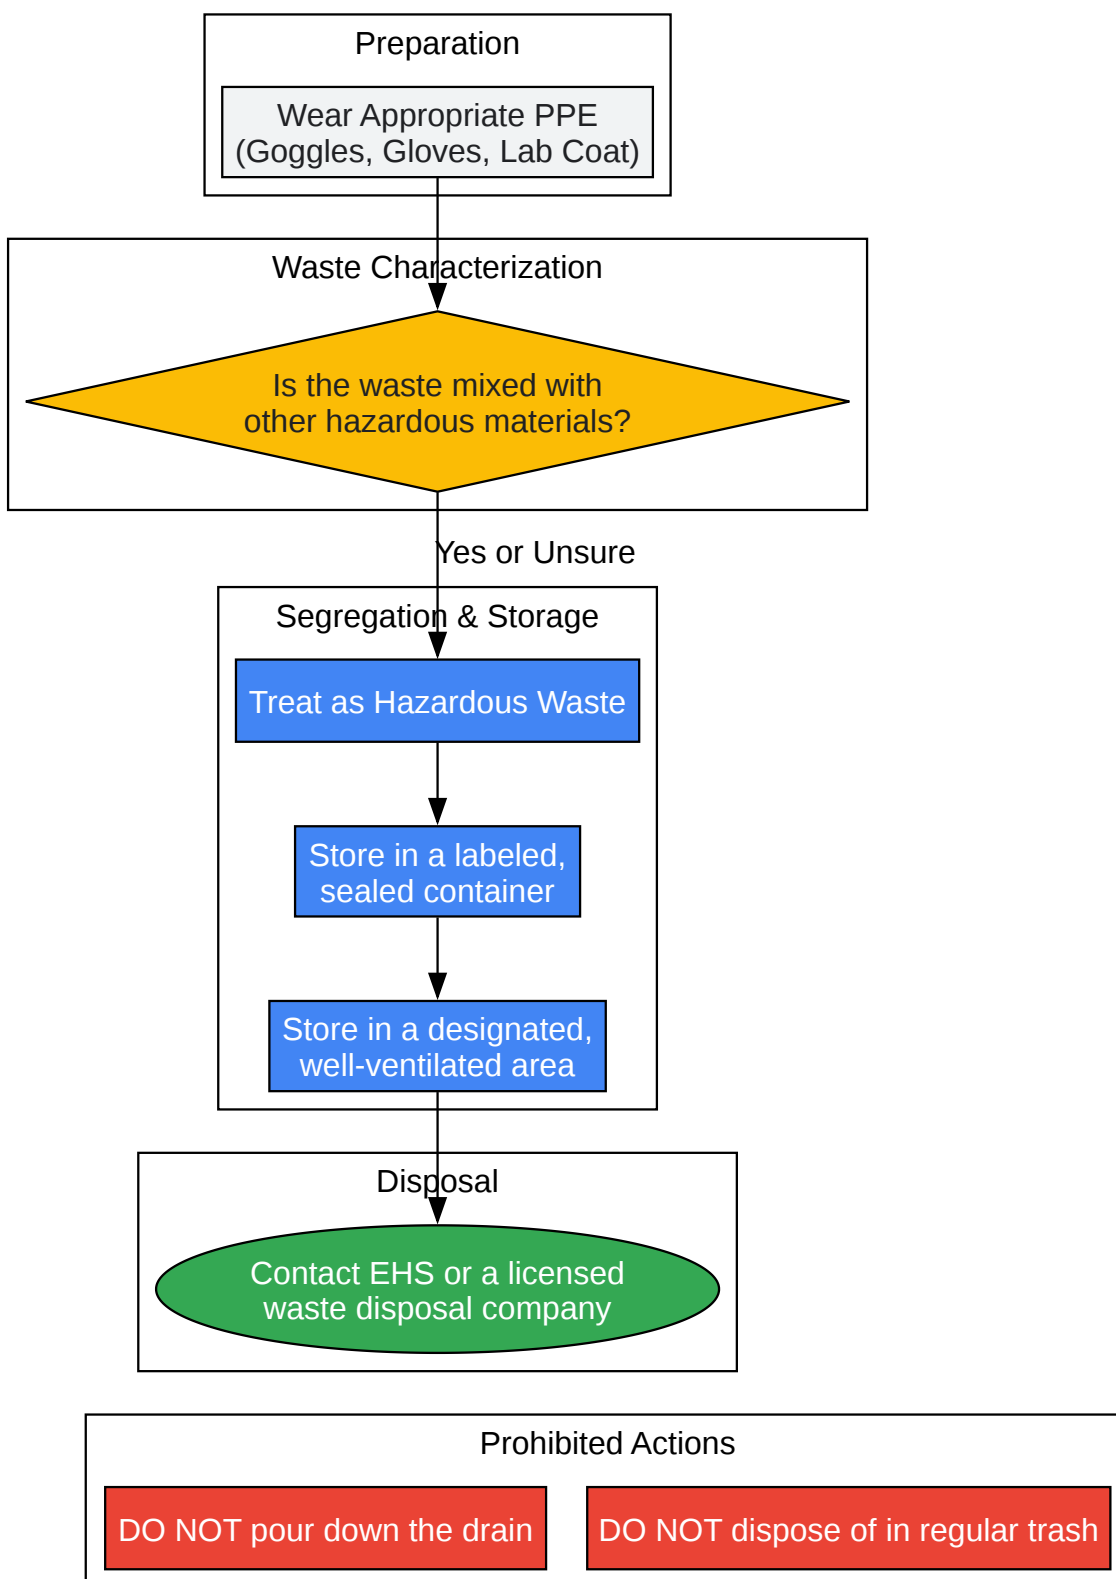 Preparation
Wear Appropriate PPE
(Goggles, Gloves, Lab Coat)
Waste Characterization
Is the waste mixed with
other hazardous materials?
Yes or Unsure
Segregation & Storage
Treat as Hazardous Waste
Store in a labeled,
sealed container
Store in a designated,
well-ventilated area
Disposal
Contact EHS or a licensed
waste disposal company
Prohibited Actions
DO NOT pour down the drain
DO NOT dispose of in regular trash